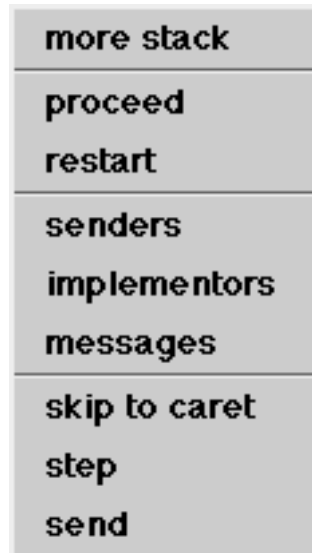 more stack
proceed
restart
senders
implementors
messages
skip to caret
step
send